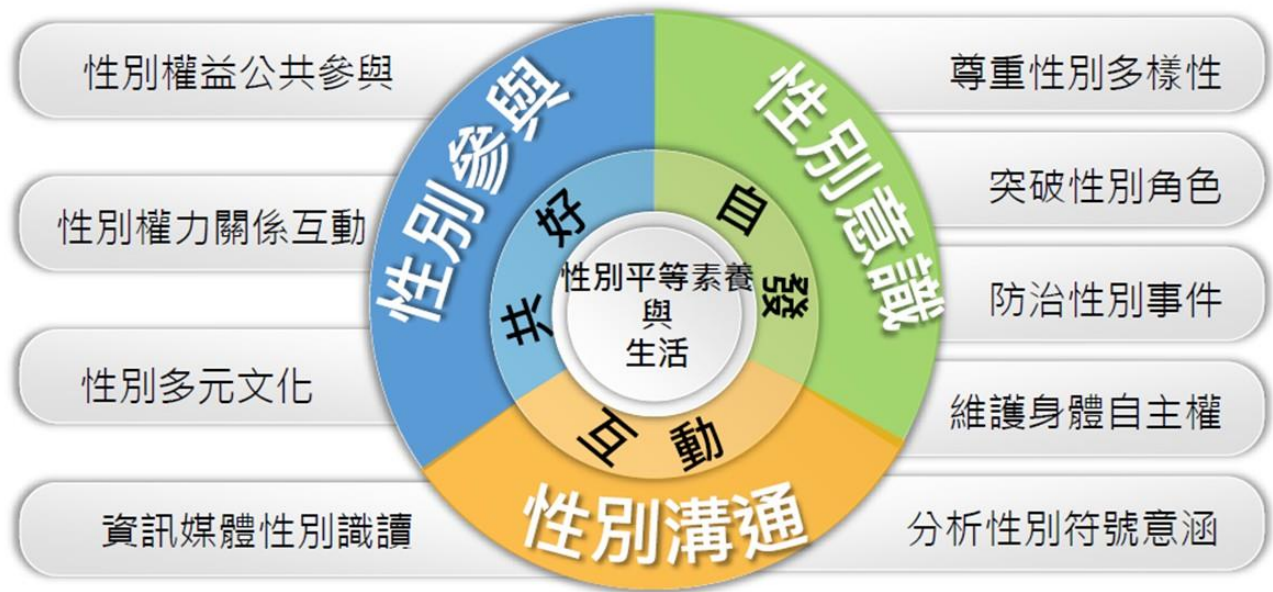 性別權益公共參與
性別權力關係互動
性別多元文化
資訊媒體性別識讀
性別參與
性別意識
性別溝通
共好
自發
互動
性別平等素養
與
生活
尊重性別多樣性
突破性別角色
防治性別事件
維護身體自主權
分析性別符號意涵